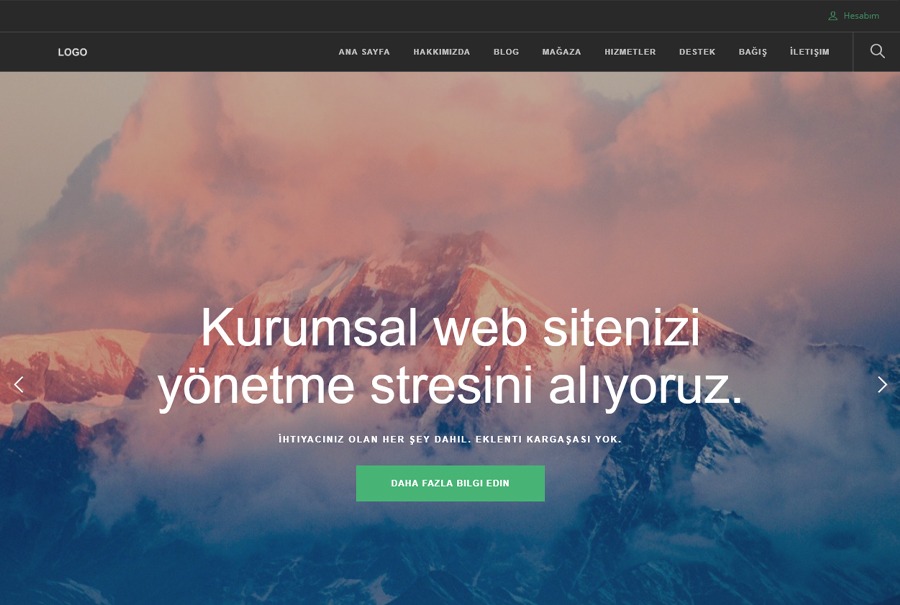 Hesabım
LOGO
ANA SAYFA HAKKIMIZDA BLOG MAĞAZA HIZMETLER DESTEK BAĞIŞ İLETIŞIM
Kurumsal web sitenizi
yönetme stresini alıyoruz.
İHTIYACINIZ OLAN HER ŞEY DAHIL. EKLENTI KARGAŞASI YOK.
DAHA FAZLA BILGI EDIN